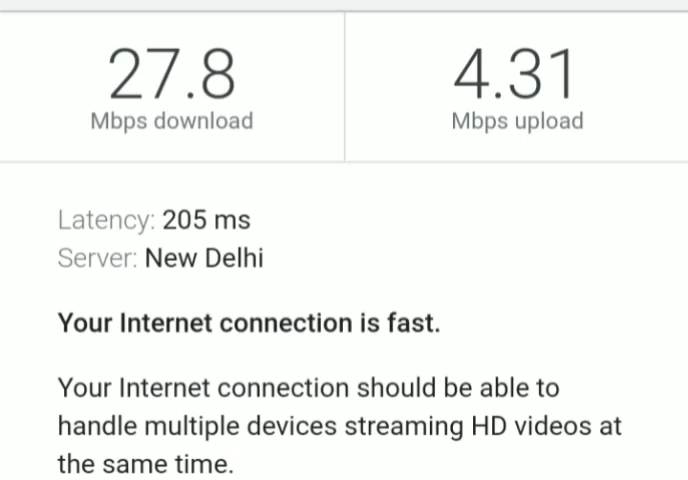 27.8
Mbps download
4.31
Mbps upload
Latency: 205 ms
Server: New Delhi
Your Internet connection is fast.
Your Internet connection should be able to
handle multiple devices streaming HD videos at
the same time.